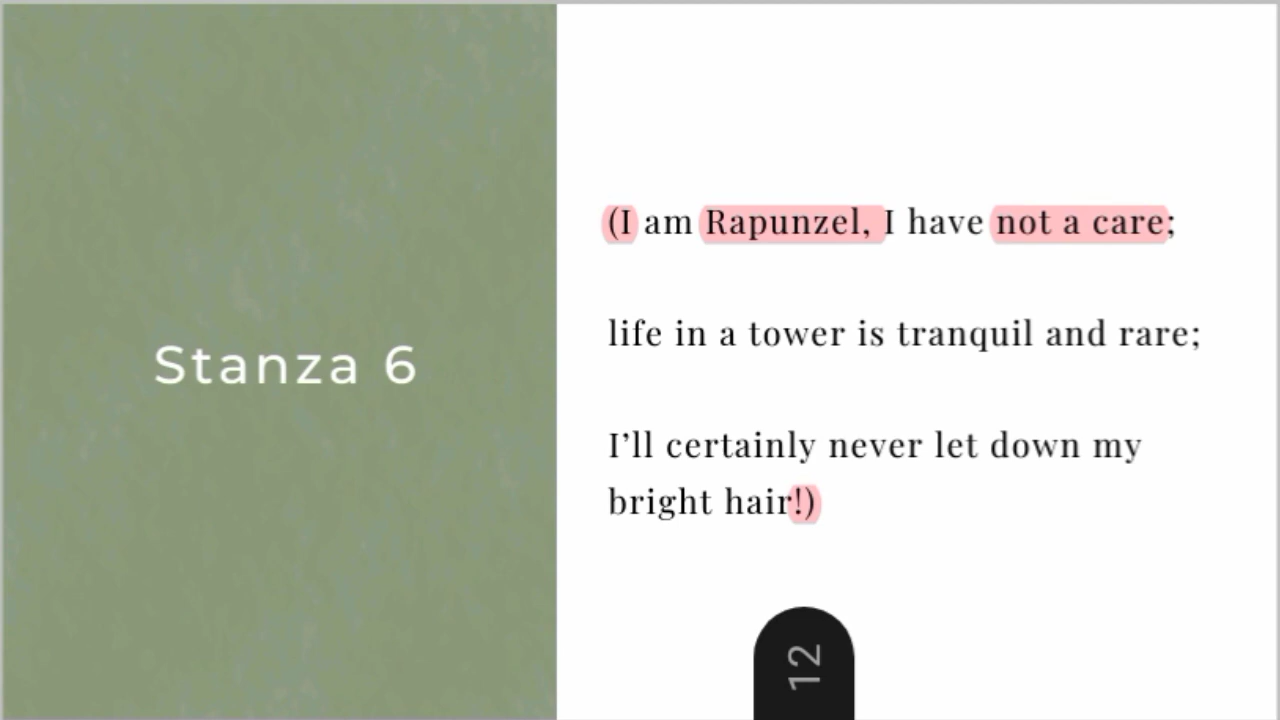 Stanza 6
(I am Rapunzel, I have not a care;
life in a tower is tranquil and rare;
I’ll certainly never let down my
bright hair!)
12